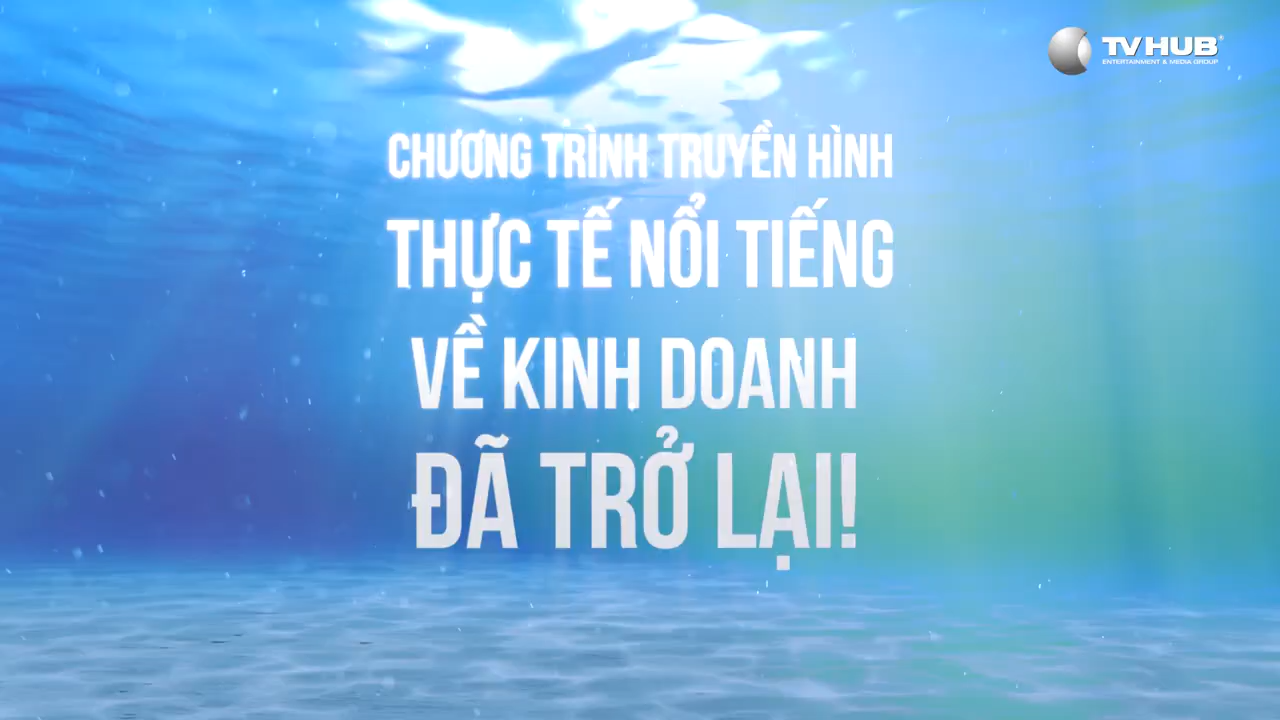 TV HUB®
ENTERTAINMENT & MEDIA GROUP
CHƯƠNG TRÌNH TRUYỀN HÌNH
THỰC TẾ NỔI TIẾNG
VỀ KINH DOANH
ĐÃ TRỞ LẠI!